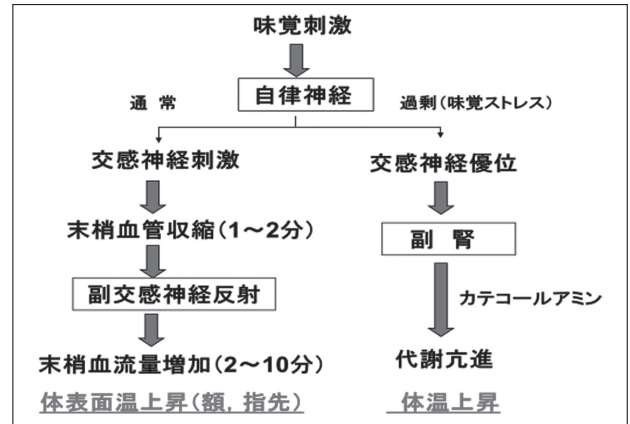 味覚刺激
自律神経
通常
過剰(味覚ストレス)
交感神経刺激
末梢血管収縮(1～2分)
副交感神経反射
末梢血流量増加(2～10分)
体表面温上昇(額，指先)
交感神経優位
副腎
カテコールアミン
代謝亢進
体温上昇